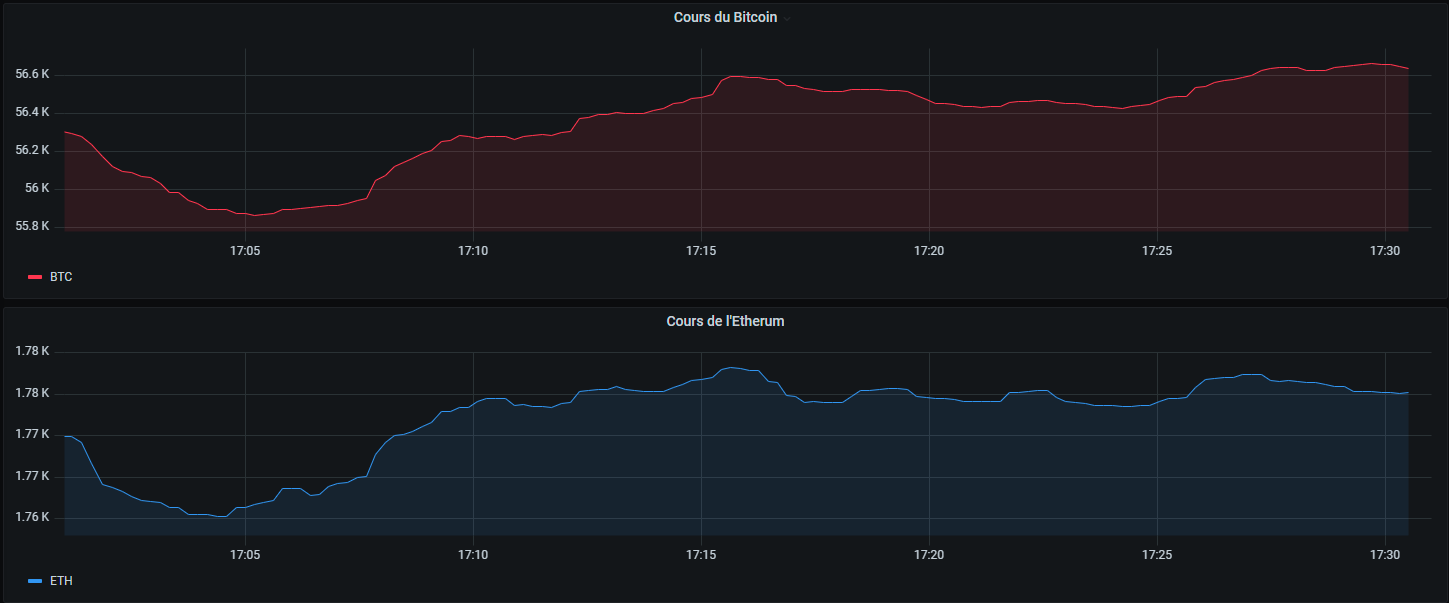 Cours du Bitcoin
56.6 K
56.4 K
56.2 K
56 K
55.8 K
17:05 17:10 17:15 17:20 17:25 17:30
BTC
Cours de l'Etherum
1.78 K
1.78 K
1.77 K
1.77 K
1.76 K
17:05 17:10 17:15 17:20 17:25 17:30
ETH